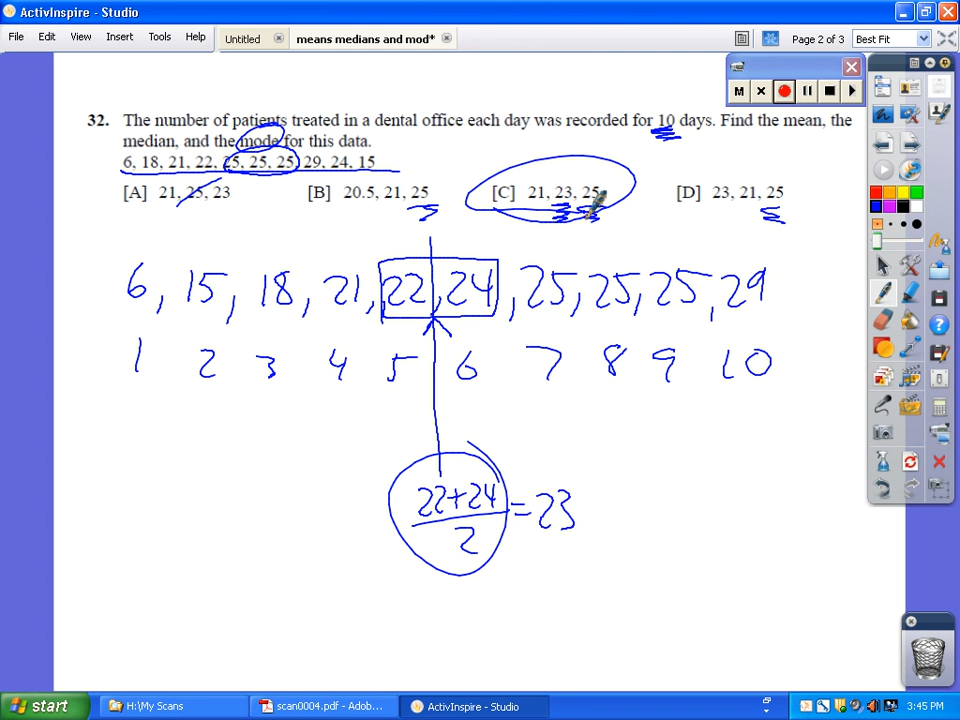 ActivInspire - Studio
File Edit View Insert Tools Help
Untitled means medians and mod* Page 2 of 3 Best Fit
M
32. The number of patients treated in a dental office each day was recorded for 10 days. Find the mean, the
median, and the mode for this data.
6, 18, 21, 22, 25, 25, 25, 29, 24, 15
[A] 21, 25, 23 [B] 20.5, 21, 25 [C] 21, 23, 25 [D] 23, 21, 25
6, 15, 18, 21, 22, 24, 25, 25, 25, 29
1 2 3 4 5 6 7 8 9 10
22+24
= 23
2
start H:\My Scans scan0004.pdf - Adob... ActivInspire - Studio 3:45 PM